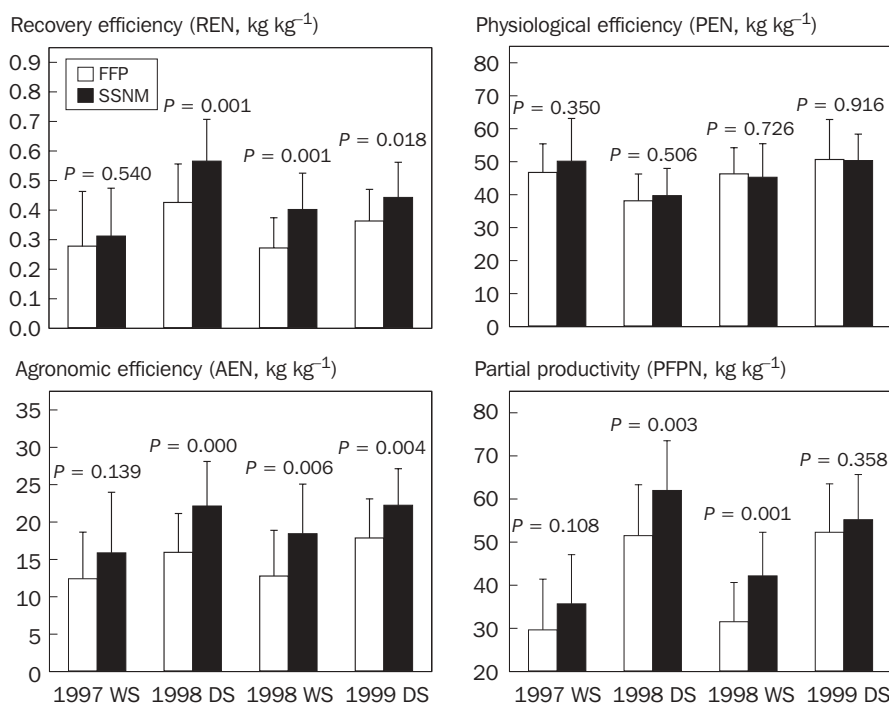 Recovery efficiency (REN, kg kg–1)
0.9
0.8
0.7
0.6
0.5
0.4
0.3
0.2
0.1
0.0
FFP
SSNM
P = 0.540
P = 0.001
P = 0.001
P = 0.018
Physiological efficiency (PEN, kg kg–1)
80
70
60
50
40
30
20
10
0
P = 0.350
P = 0.506
P = 0.726
P = 0.916
Agronomic efficiency (AEN, kg kg–1)
35
30
25
20
15
10
5
0
P = 0.139
P = 0.000
P = 0.006
P = 0.004
1997 WS 1998 DS 1998 WS 1999 DS
Partial productivity (PFPN, kg kg–1)
80
70
60
50
40
30
20
P = 0.108
P = 0.003
P = 0.001
P = 0.358
1997 WS 1998 DS 1998 WS 1999 DS